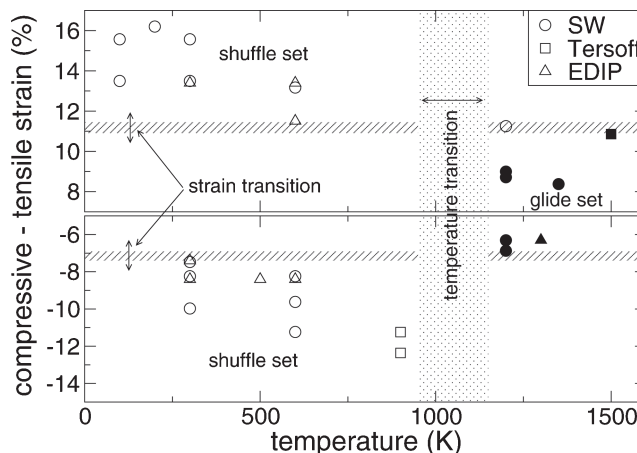 compressive - tensile strain (%)
16
14
12
10
8
-6
-8
-10
-12
-14
shuffle set
SW
Tersoff
EDIP
strain transition
temperature transition
glide set
shuffle set
0
500
1000
1500
temperature (K)